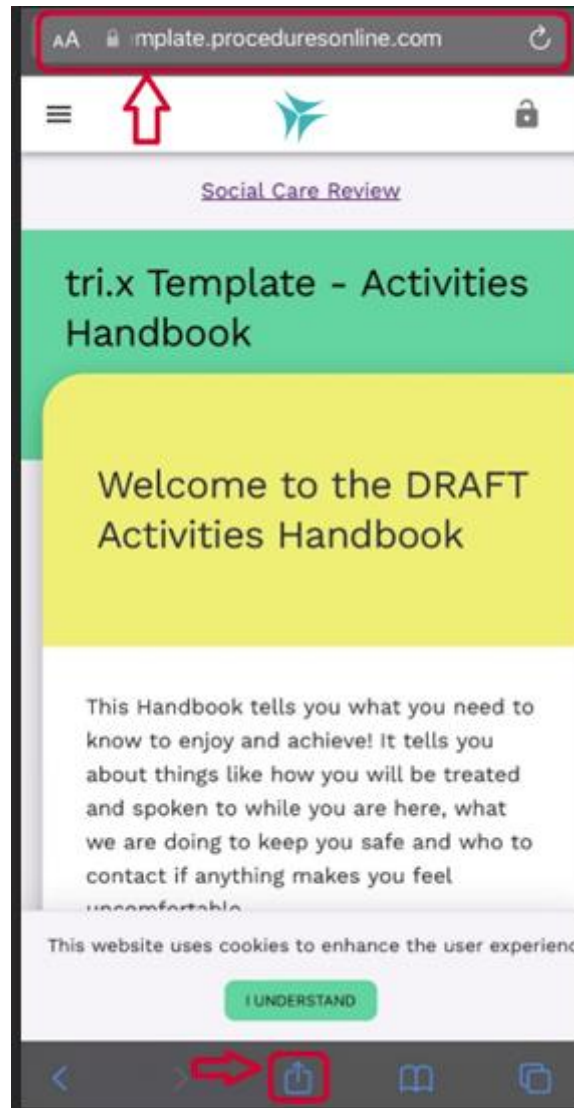 AA mplate.proceduresonline.com
Social Care Review
tri.x Template - Activities
Handbook
Welcome to the DRAFT
Activities Handbook
This Handbook tells you what you need to
know to enjoy and achieve! It tells you
about things like how you will be treated
and spoken to while you are here, what
we are doing to keep you safe and who to
contact if anything makes you feel
uncomfortable
This website uses cookies to enhance the user experienc
I UNDERSTAND